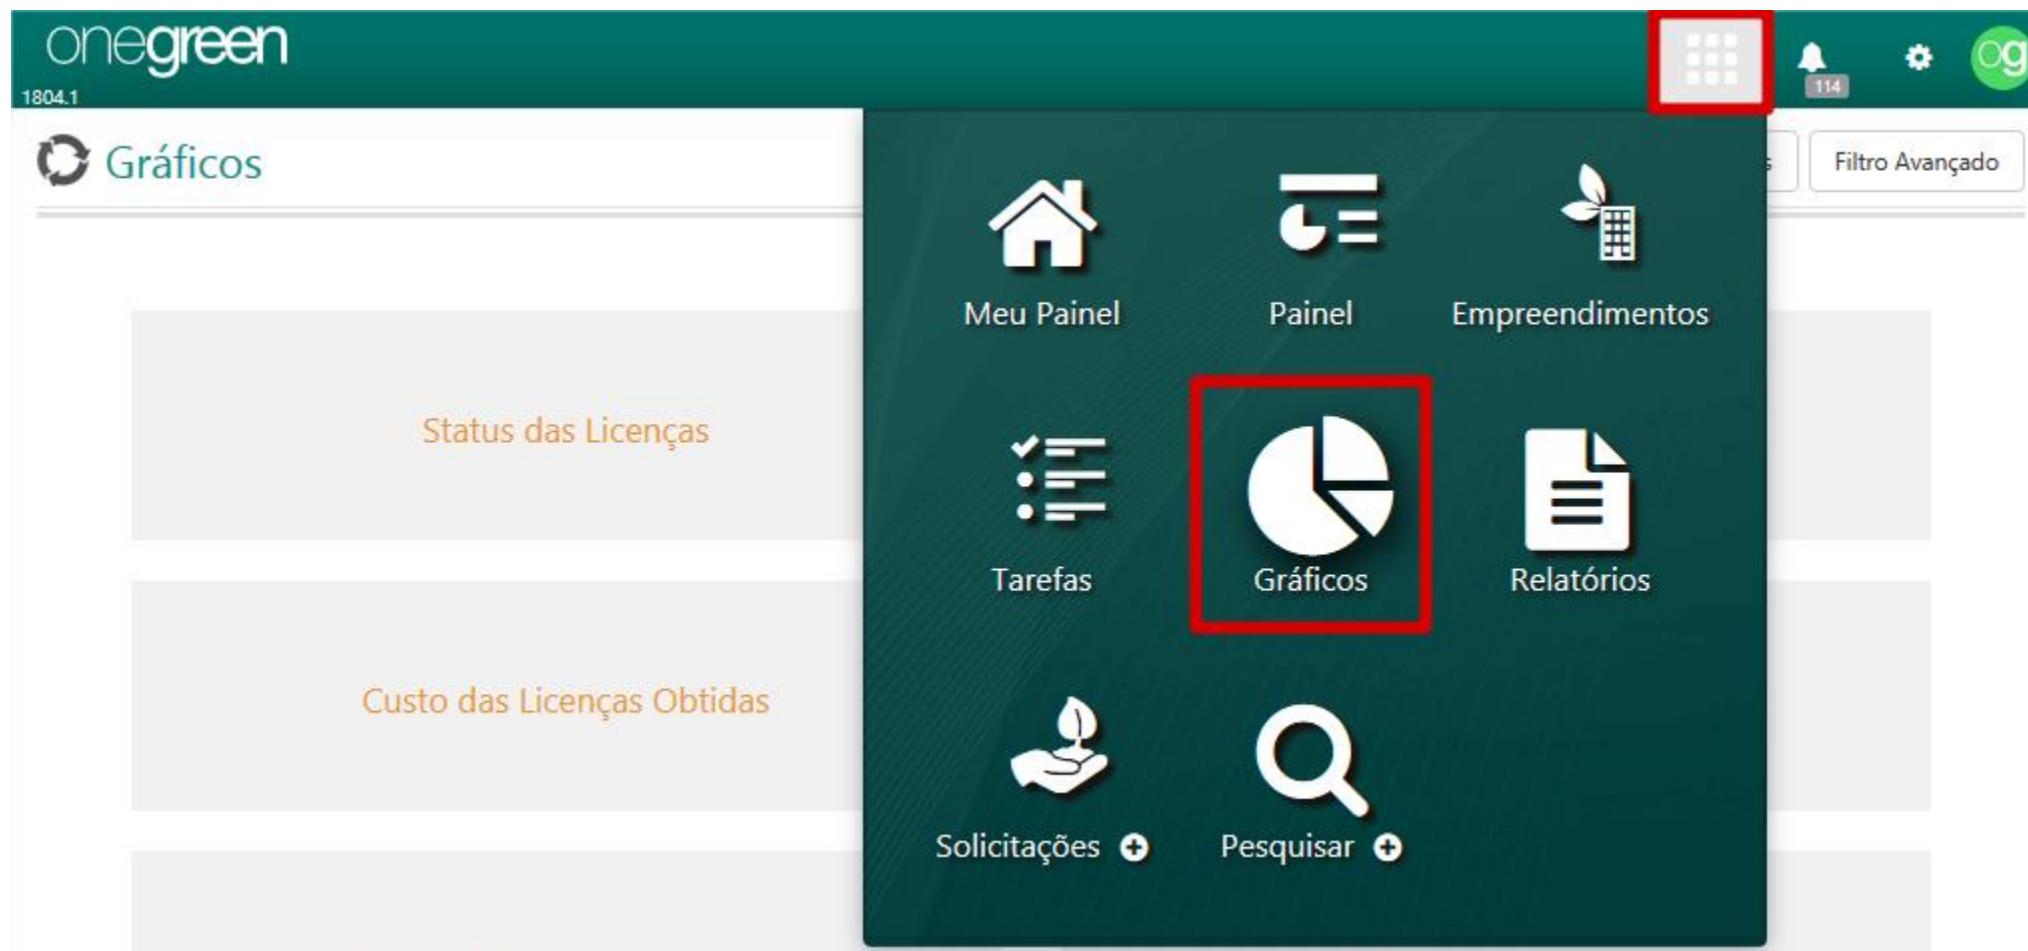 onegreen
1804.1
114
og
Gráficos
s
Filtro Avançado
Meu Painel
Painel
Empreendimentos
Status das Licenças
Tarefas
Gráficos
Relatórios
Custo das Licenças Obtidas
Solicitações
Pesquisar